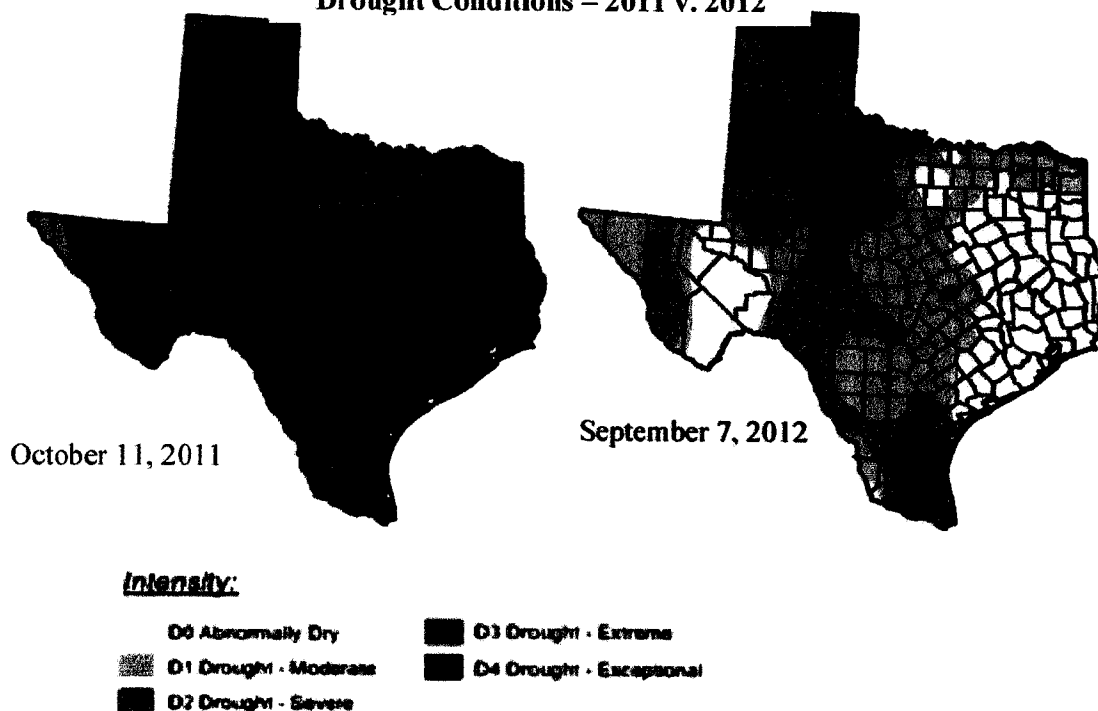 Drought Conditions – 2011 v. 2012
October 11, 2011
September 7, 2012
Intensity:
D0 Abnormally Dry
D1 Drought - Moderate
D2 Drought - Severe
D3 Drought - Extreme
D4 Drought - Exceptional